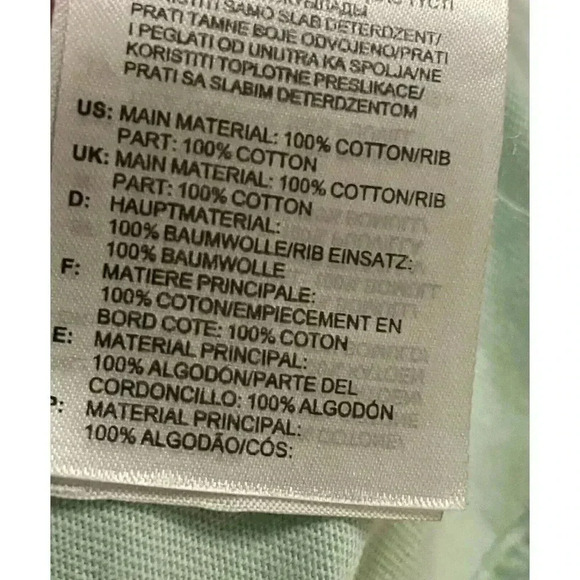 SAMO SLAB DETERDZENT/
PRATI TAMNE BOJE ODVOJENO/PRATI
I PEGLATI OD UNUTRA KA SPOLJA/NE
KORISTITI TOPLOTNE PRESLIKACE/
PRATI SA SLABIM DETERDZENTOM
US: MAIN MATERIAL: 100% COTTON/RIB
PART: 100% COTTON
UK: MAIN MATERIAL: 100% COTTON/RIB
PART: 100% COTTON
D: HAUPTMATERIAL:
100% BAUMWOLLE/RIB EINSATZ:
100% BAUMWOLLE
F: MATIERE PRINCIPALE:
100% COTON/EMPIECEMENT EN
BORD COTE: 100% COTON
E: MATERIAL PRINCIPAL:
100% ALGODÓN/PARTE DEL
CORDONCILLO: 100% ALGODÓN
P: MATERIAL PRINCIPAL:
100% ALGODÃO/CÓS: